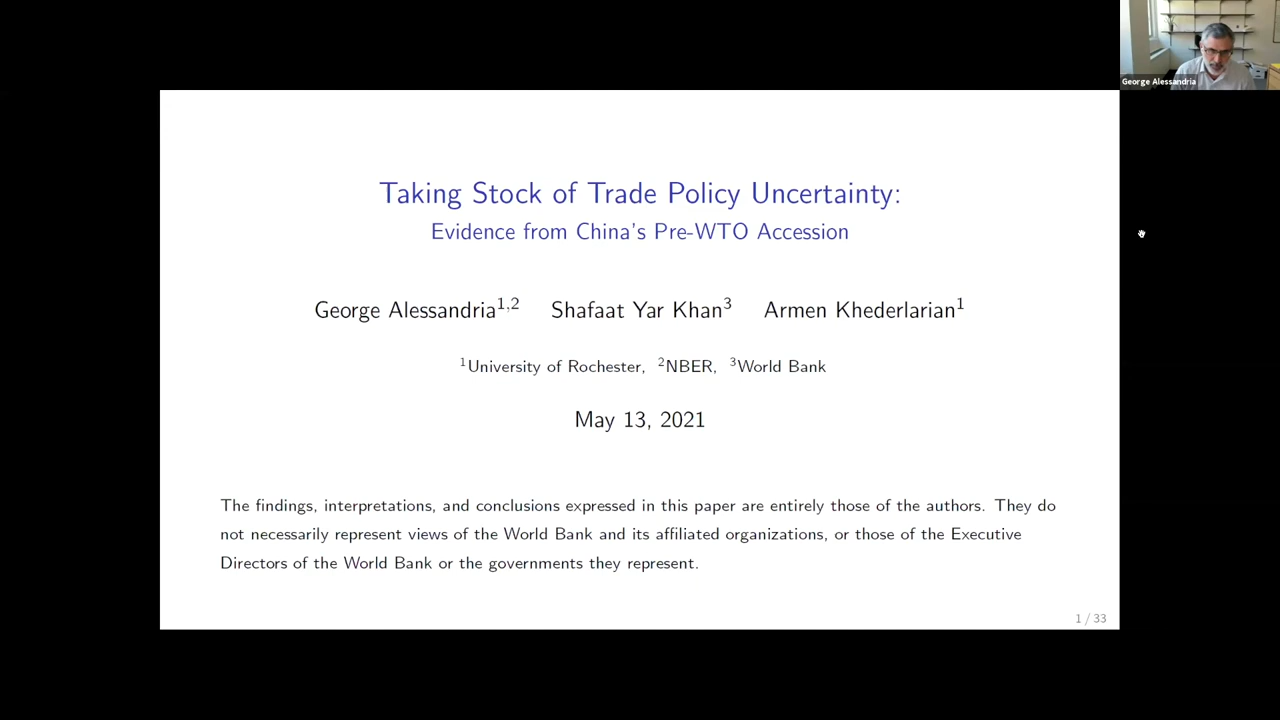 George Alessandria
Taking Stock of Trade Policy Uncertainty:
Evidence from China's Pre-WTO Accession
George Alessandria1,2 Shafaat Yar Khan3 Armen Khederlarian1
1University of Rochester, 2NBER, 3World Bank
May 13, 2021
The findings, interpretations, and conclusions expressed in this paper are entirely those of the authors. They do
not necessarily represent views of the World Bank and its affiliated organizations, or those of the Executive
Directors of the World Bank or the governments they represent.
1 / 33